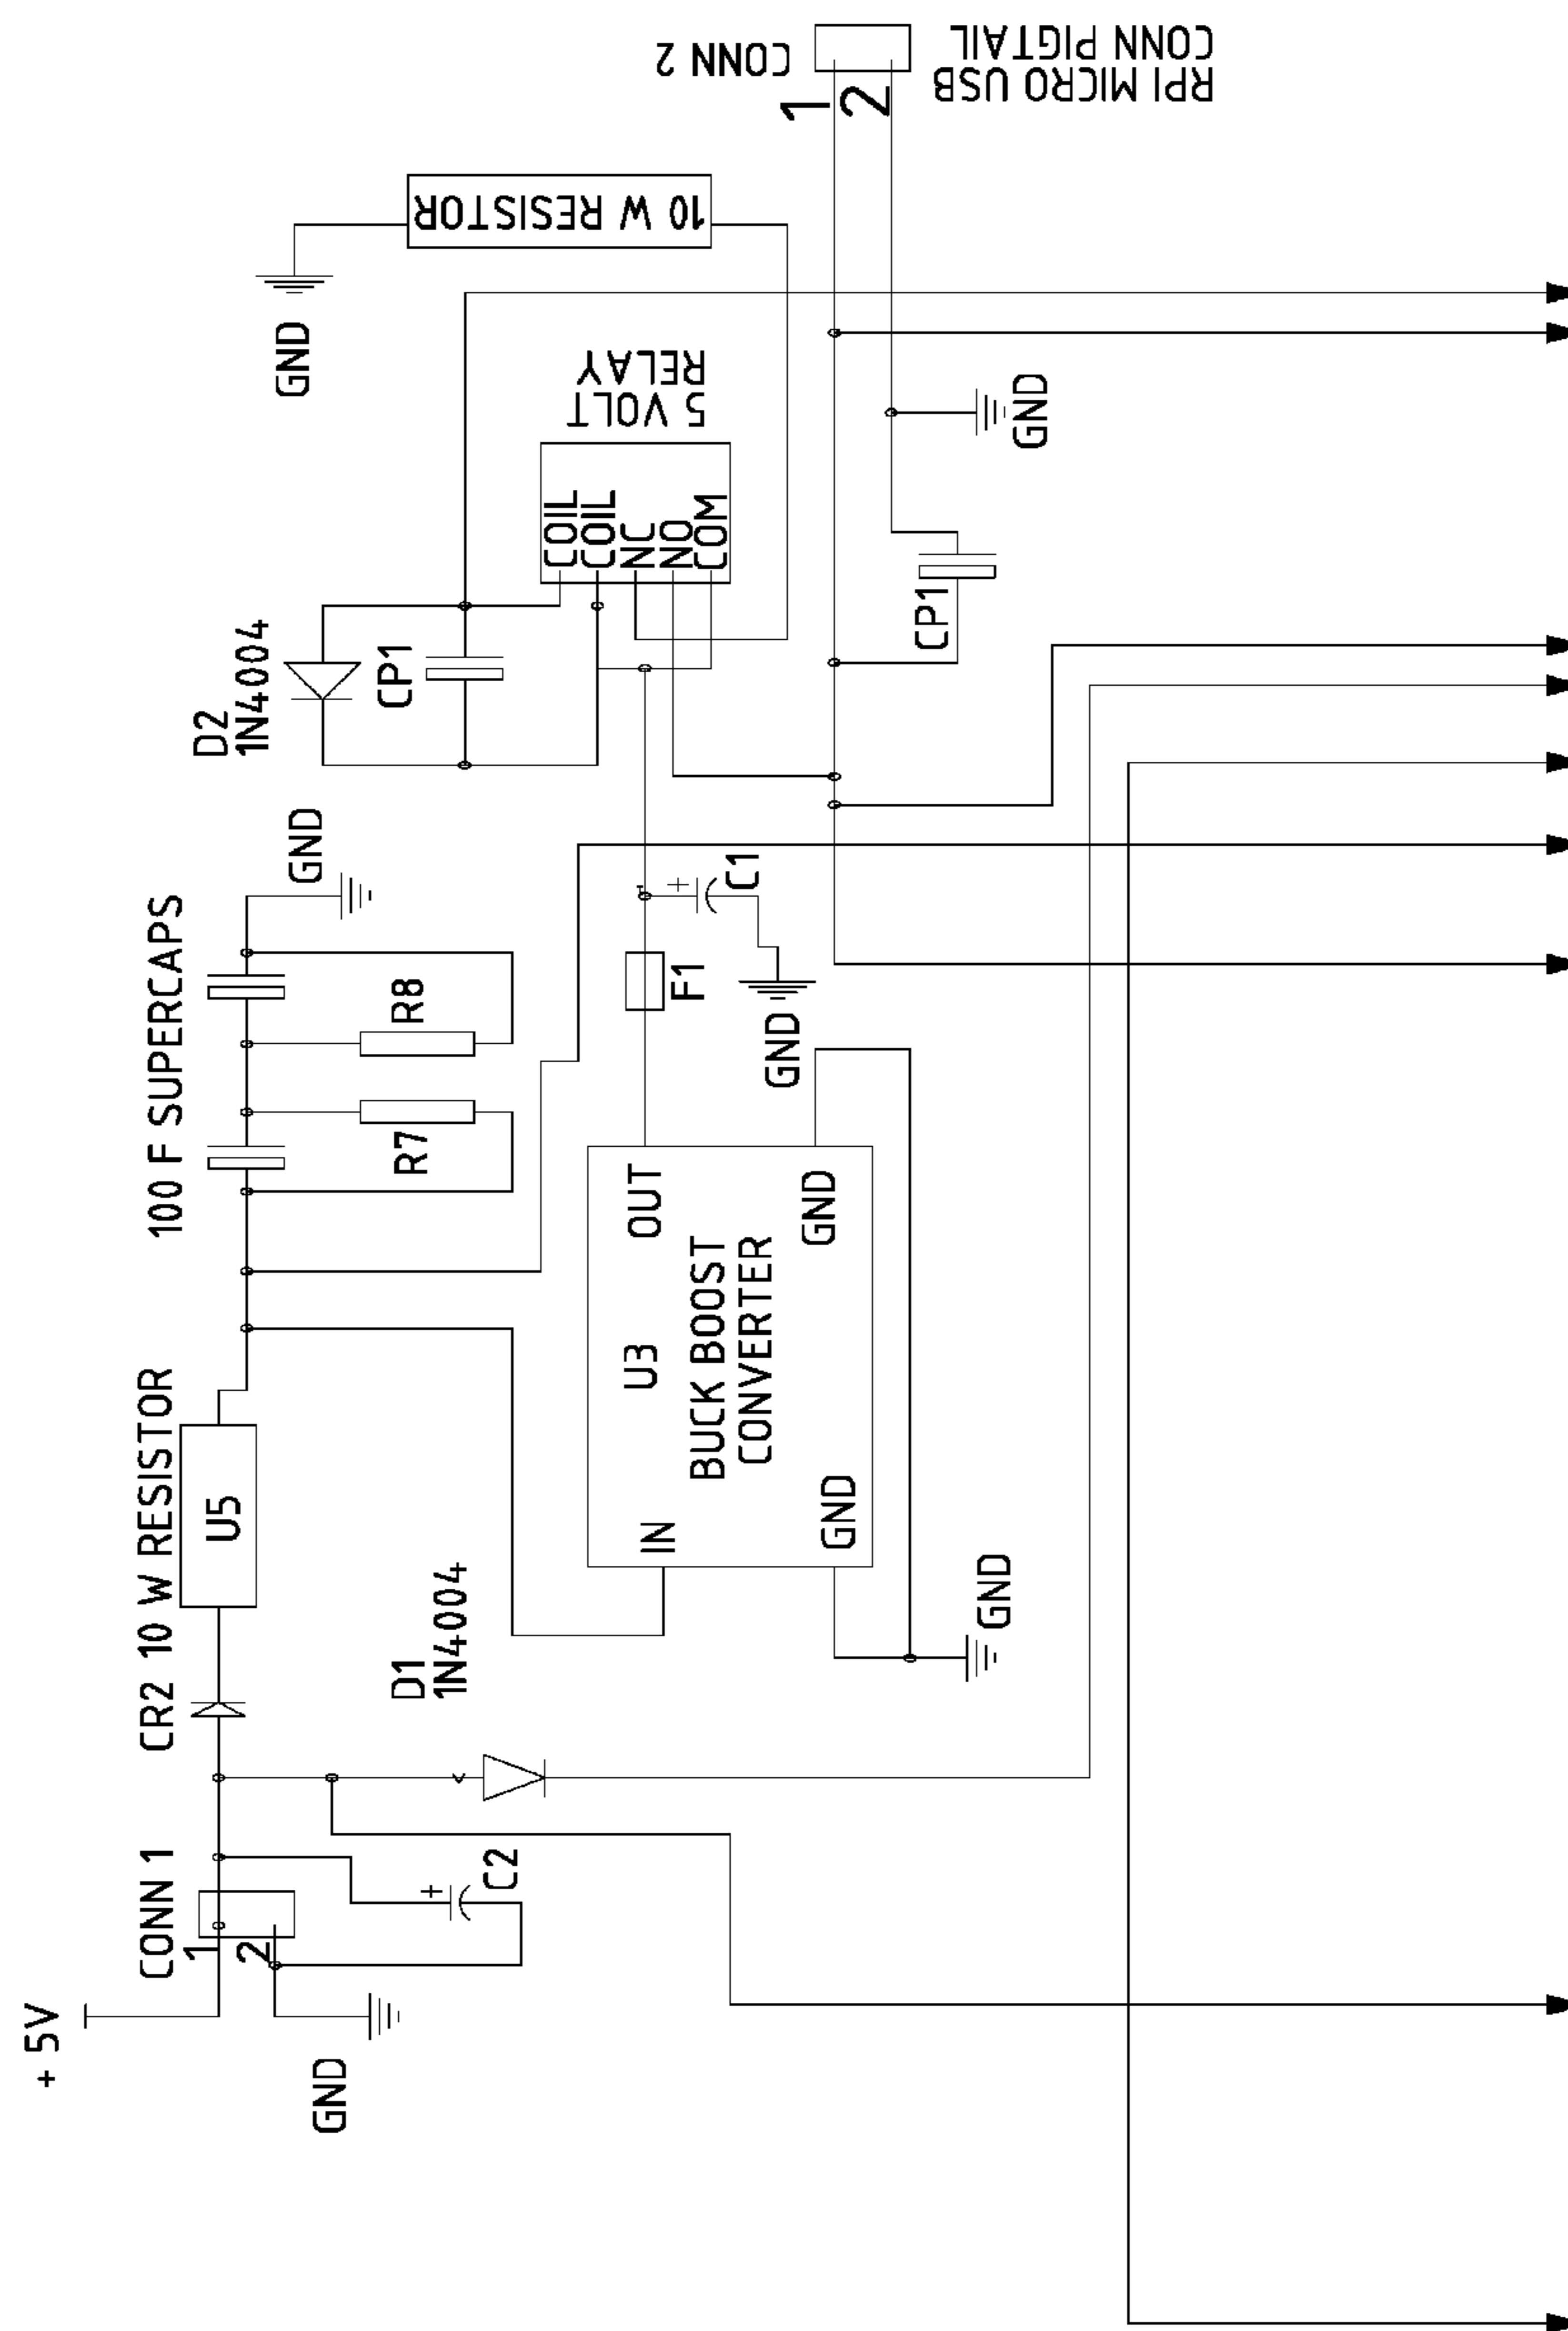 CONN 2
RPI MICRO USB
CONN PIGTAIL
1
2
10 W RESISTOR
GND
5 VOLT
RELAY
COIL
COIL
NC
NO
COM
GND
CP1
D2
1N4004
CP1
GND
100 F SUPERCAPS
R8
R7
+
C1
F1
GND
OUT
GND
U3
BUCK BOOST
CONVERTER
IN
GND
GND
10 W RESISTOR
U5
CR2
D1
1N4004
CONN 1
1
2
+
C2
+ 5V
GND